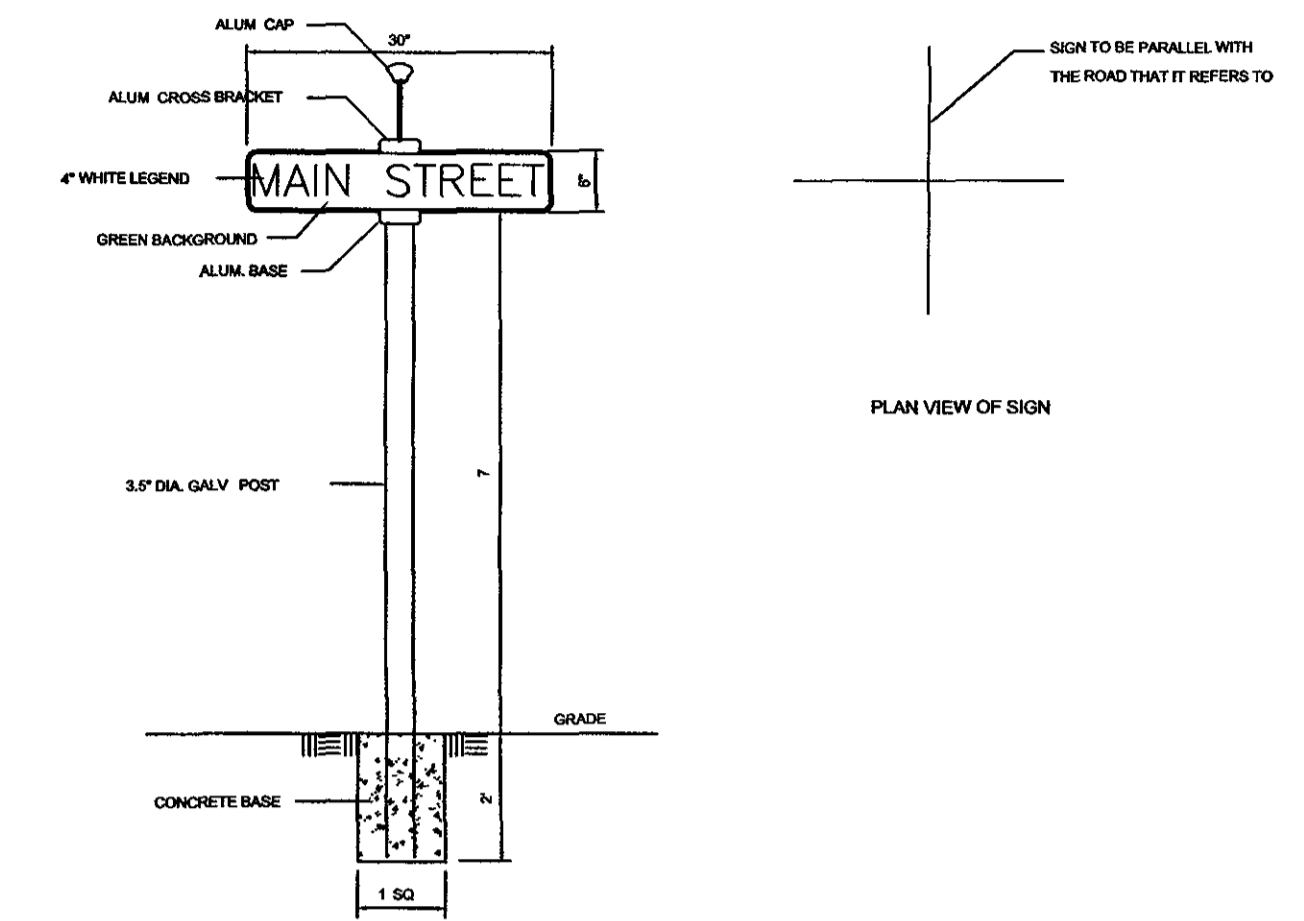 ALUM CAP
30"
SIGN TO BE PARALLEL WITH
THE ROAD THAT IT REFERS TO
ALUM CROSS BRACKET
4" WHITE LEGEND
MAIN STREET
6"
GREEN BACKGROUND
ALUM. BASE
PLAN VIEW OF SIGN
3.5" DIA. GALV POST
7
GRADE
CONCRETE BASE
2'
1 SQ